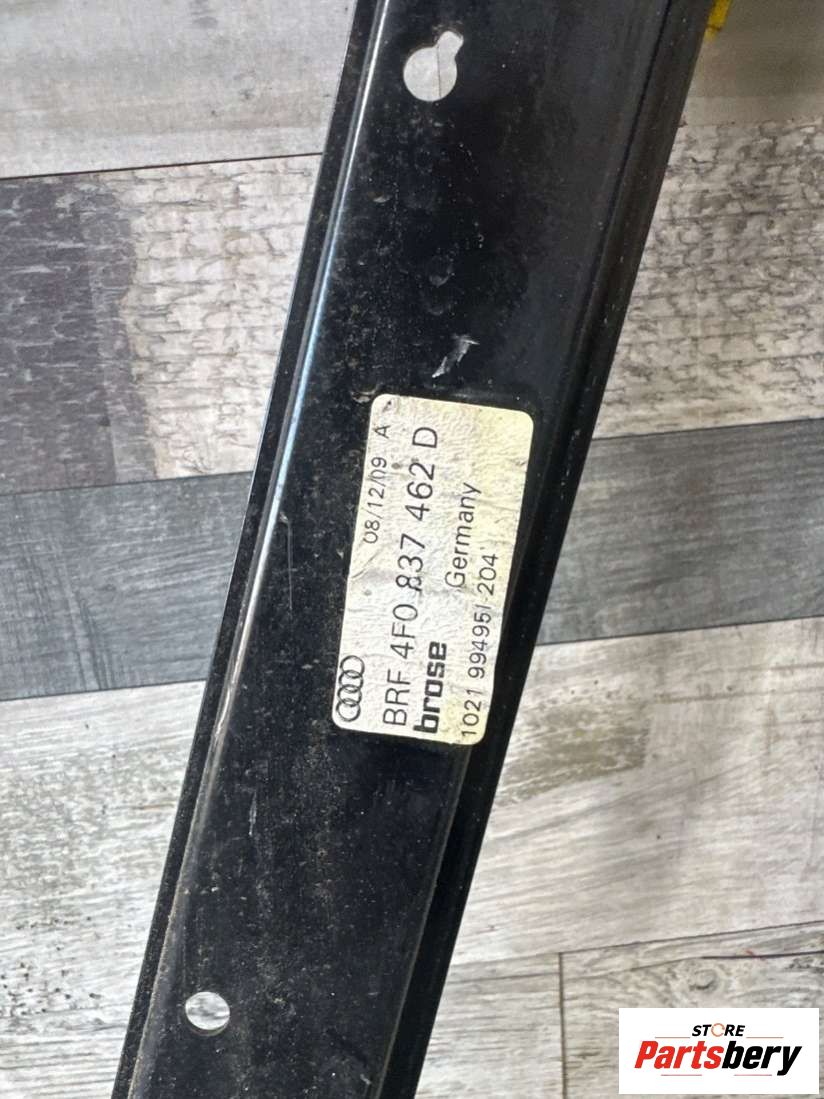 08/12/09 A
BRF 4F0 837 462 D
brose Germany
1021 994951-204
STORE
Partsbery